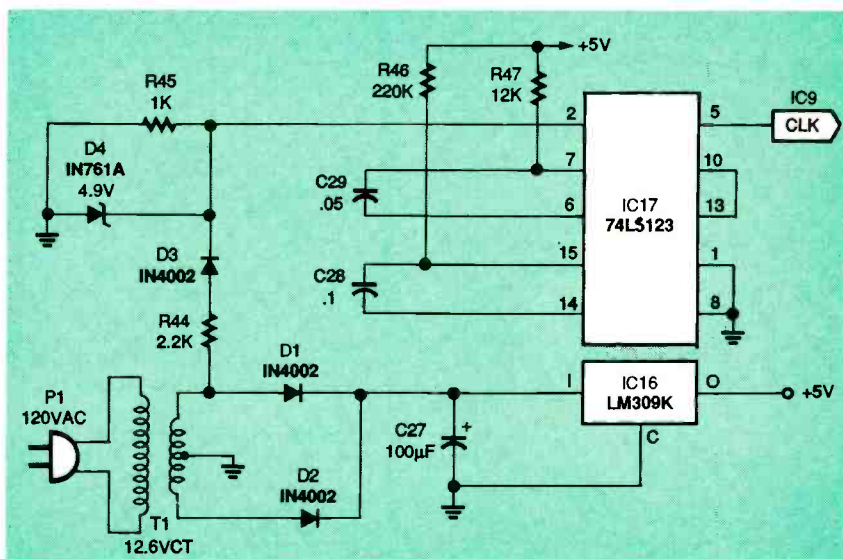 +5V
R45
1K
R46
220K
R47
12K
IC9
CLK
2
5
D4
IN761A
4.9V
7
10
C29
.05
6
IC17
74LS123
13
D3
IN4002
15
1
C28
.1
14
8
R44
2.2K
D1
IN4002
P1
120VAC
I
IC16
LM309K
O
+5V
C27
100µF
+
C
D2
IN4002
T1
12.6VCT